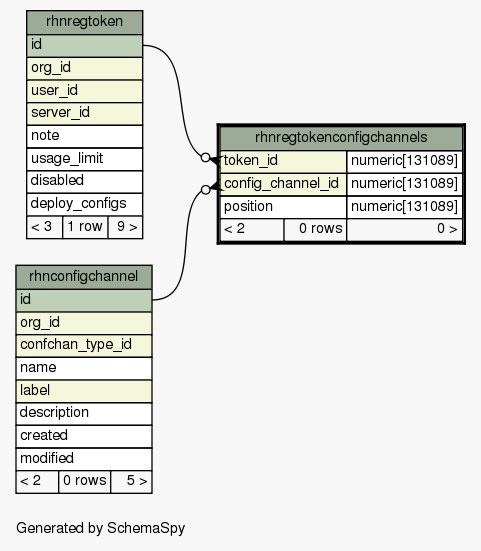 rhnregtoken
id
org_id
user_id
server_id
note
usage_limit
disabled
deploy_configs
< 3 1 row 9 >
rhnregtokenconfigchannels
token_id numeric[131089]
config_channel_id numeric[131089]
position numeric[131089]
< 2 0 rows 0 >
rhnconfigchannel
id
org_id
confchan_type_id
name
label
description
created
modified
< 2 0 rows 5 >
Generated by SchemaSpy